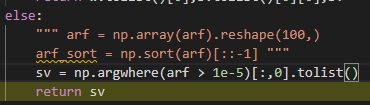 else:
""" arf = np.array(arf).reshape(100,)
arf_sort = np.sort(arf)[::-1] """
sv = np.argwhere(arf > 1e-5)[:,0].tolist()
return sv